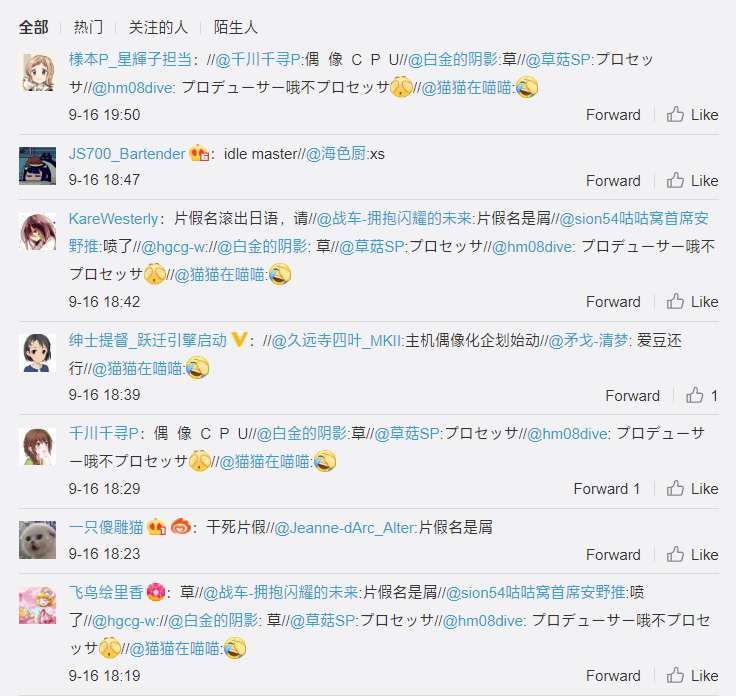 全部 热门 关注的人 陌生人
様本P_星輝子担当：//@千川千寻P:偶 像 C P U//@白金的阴影:草//@草菇SP:プロセッ
サ//@hm08dive: プロデューサー哦不プロセッサ//@猫猫在喵喵:
9-16 19:50 Forward Like
JS700_Bartender：idle master//@海色厨:xs
9-16 18:47 Forward Like
KareWesterly：片假名滚出日语，请//@战车-拥抱闪耀的未来:片假名是屑//@sion54咕咕窝首席安
野推:喷了//@hgcg-w://@白金的阴影: 草//@草菇SP:プロセッサ//@hm08dive: プロデューサー哦不
プロセッサ//@猫猫在喵喵:
9-16 18:42 Forward Like
绅士提督_跃迁引擎启动：//@久远寺四叶_MKII:主机偶像化企划始动//@矛戈-清梦: 爱豆还
行//@猫猫在喵喵:
9-16 18:39 Forward 1
千川千寻P：偶 像 C P U//@白金的阴影:草//@草菇SP:プロセッサ//@hm08dive: プロデューサ
ー哦不プロセッサ//@猫猫在喵喵:
9-16 18:29 Forward 1 Like
一只傻雕猫：干死片假//@Jeanne-dArc_Alter:片假名是屑
9-16 18:23 Forward Like
飞鸟绘里香：草//@战车-拥抱闪耀的未来:片假名是屑//@sion54咕咕窝首席安野推:喷
了//@hgcg-w://@白金的阴影: 草//@草菇SP:プロセッサ//@hm08dive: プロデューサー哦不プロセ
ッサ//@猫猫在喵喵:
9-16 18:19 Forward Like